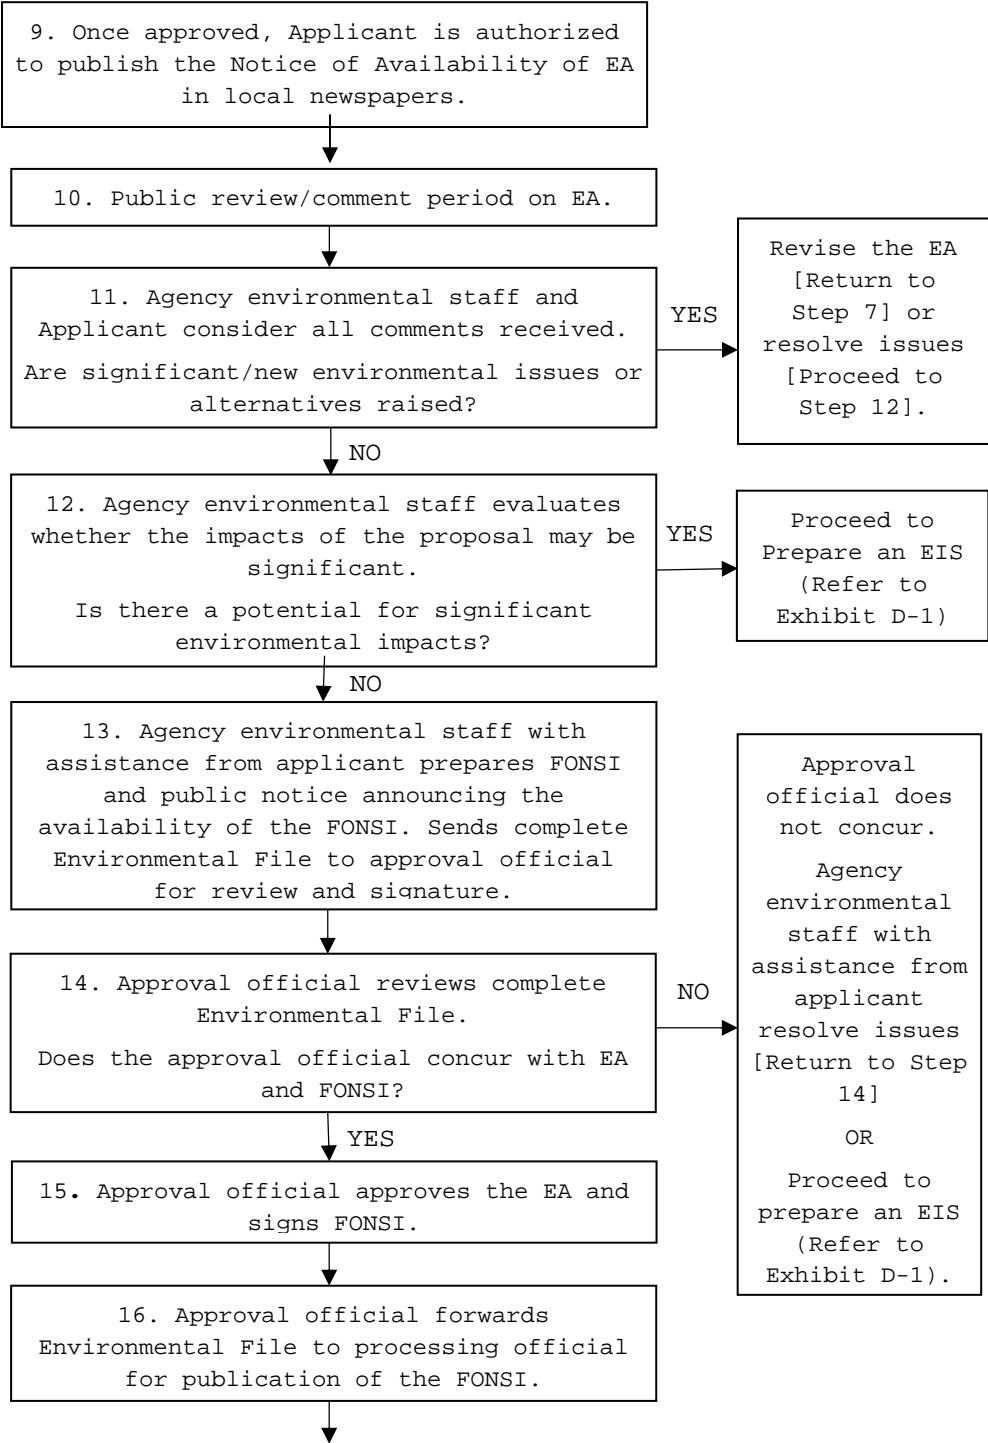 9. Once approved, Applicant is authorized
to publish the Notice of Availability of EA
in local newspapers.
10. Public review/comment period on EA.
11. Agency environmental staff and
Applicant consider all comments received.
Are significant/new environmental issues or
alternatives raised?
YES
Revise the EA
[Return to
Step 7] or
resolve issues
[Proceed to
Step 12].
NO
12. Agency environmental staff evaluates
whether the impacts of the proposal may be
significant.
Is there a potential for significant
environmental impacts?
YES
Proceed to
Prepare an EIS
(Refer to
Exhibit D-1)
NO
13. Agency environmental staff with
assistance from applicant prepares FONSI
and public notice announcing the
availability of the FONSI. Sends complete
Environmental File to approval official
for review and signature.
14. Approval official reviews complete
Environmental File.
Does the approval official concur with EA
and FONSI?
NO
Approval
official does
not concur.
Agency
environmental
staff with
assistance from
applicant
resolve issues
[Return to Step
14]
OR
Proceed to
prepare an EIS
(Refer to
Exhibit D-1).
YES
15. Approval official approves the EA and
signs FONSI.
16. Approval official forwards
Environmental File to processing official
for publication of the FONSI.